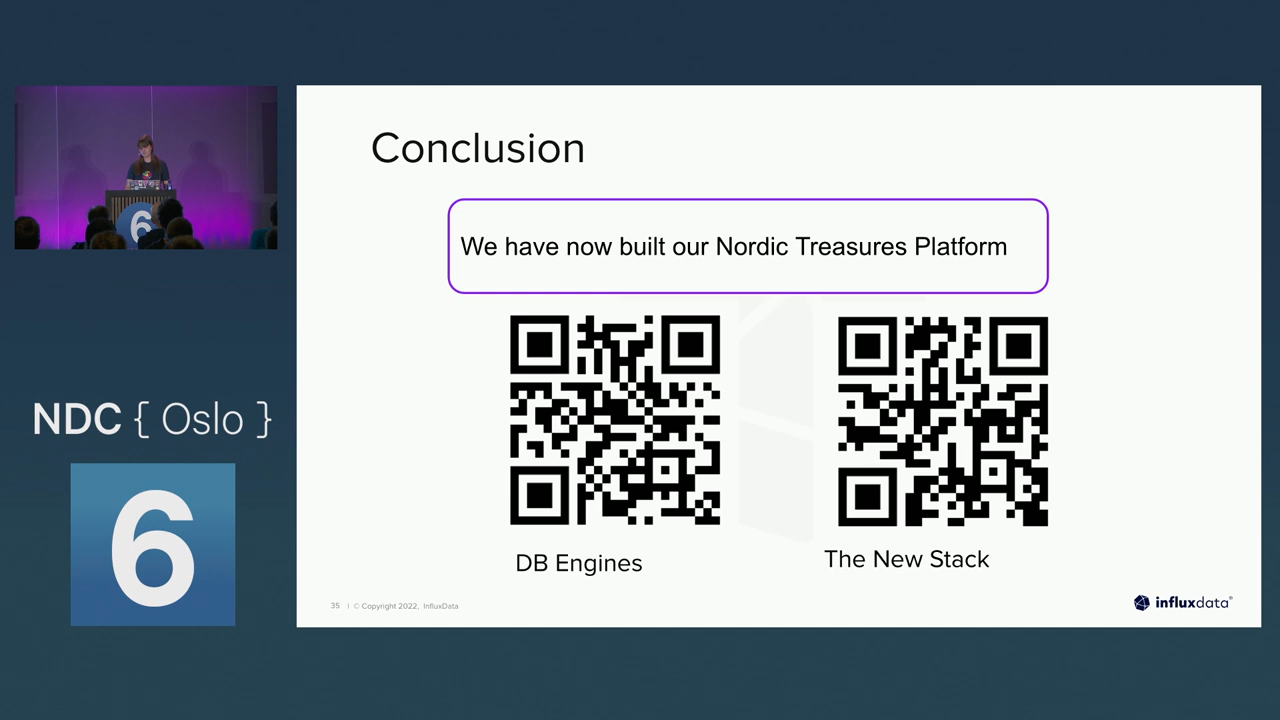 Conclusion
We have now built our Nordic Treasures Platform
DB Engines
The New Stack
35 | © Copyright 2022, InfluxData
influxdata®
6
NDC { Oslo }
6